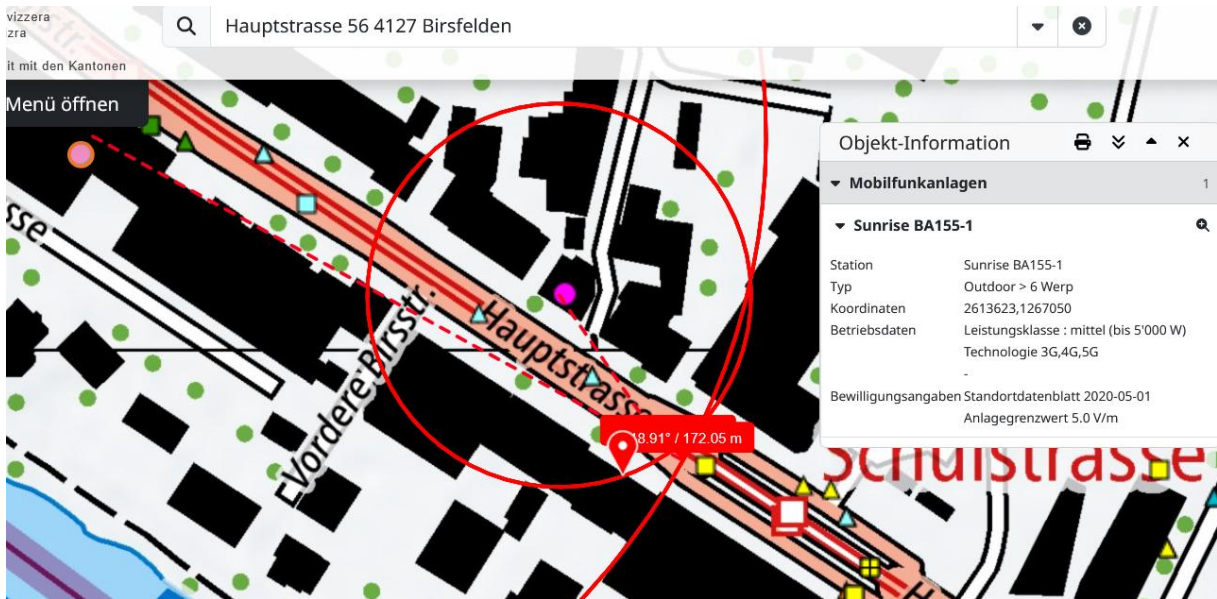 vizzera
zra
it mit den Kantonen
Hauptstrasse 56 4127 Birsfelden
Menü öffnen
Objekt-Information
Mobilfunkanlagen 1
Sunrise BA155-1
Station Sunrise BA155-1
Typ Outdoor > 6 Werp
Koordinaten 2613623,1267050
Betriebsdaten Leistungsklasse : mittel (bis 5'000 W)
Technologie 3G,4G,5G
-
Bewilligungsangaben Standortdatenblatt 2020-05-01
Anlagegrenzwert 5.0 V/m
sse
Vordere Birsstr.
Hauptstrasse
8.91° / 172.05 m
Schulstrasse